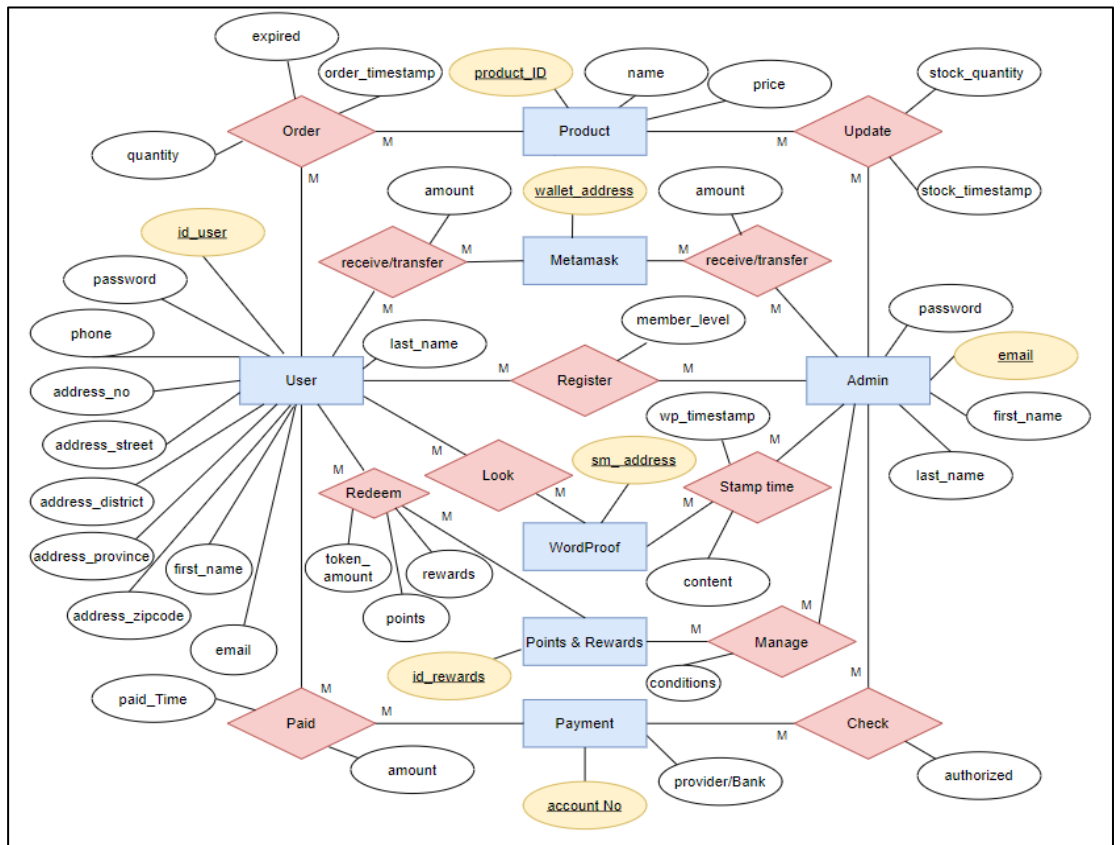 expired
order_timestamp
product_ID
name
price
stock_quantity
Order
M
Product
M
Update
quantity
M
M
stock_timestamp
amount
wallet_address
amount
id_user
receive/transfer
M
Metamask
M
receive/transfer
password
M
M
member_level
password
phone
last_name
email
User
M
Register
M
Admin
address_no
first_name
wp_timestamp
address_street
M
sm_ address
M
last_name
Look
Stamp time
address_district
M
Redeem
M
M
M
WordProof
address_province
first_name
token_
amount
rewards
content
address_zipcode
points
M
email
Points & Rewards
M
Manage
id_rewards
conditions
paid_Time
M
M
Paid
M
Payment
M
Check
amount
provider/Bank
authorized
account No